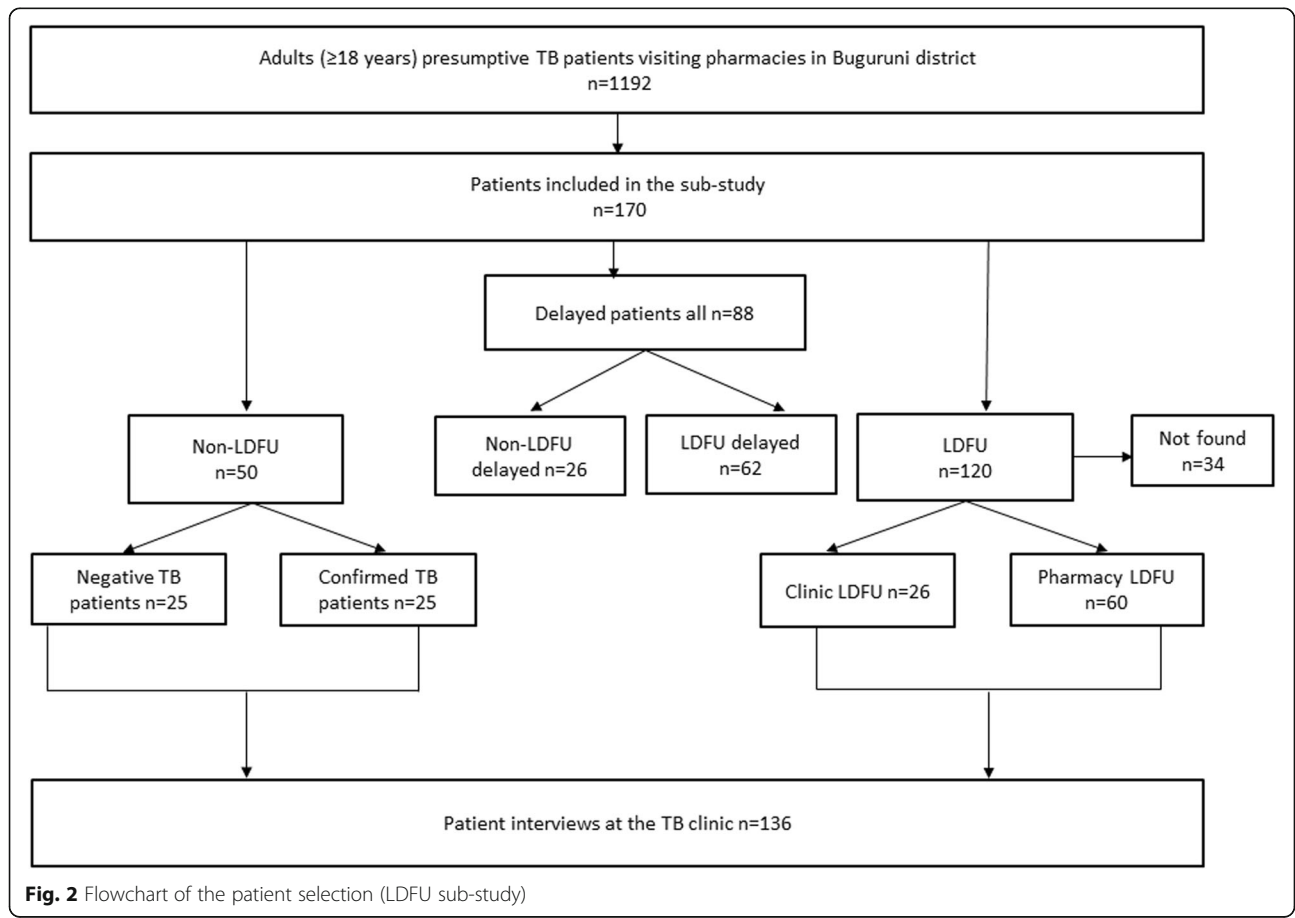 Adults (≥18 years) presumptive TB patients visiting pharmacies in Buguruni district
n=1192
Patients included in the sub-study
n=170
Delayed patients all n=88
Non-LDFU
n=50
Non-LDFU
delayed n=26
LDFU delayed
n=62
LDFU
n=120
Not found
n=34
Negative TB
patients n=25
Confirmed TB
patients n=25
Clinic LDFU n=26
Pharmacy LDFU
n=60
Patient interviews at the TB clinic n=136
Fig. 2 Flowchart of the patient selection (LDFU sub-study)